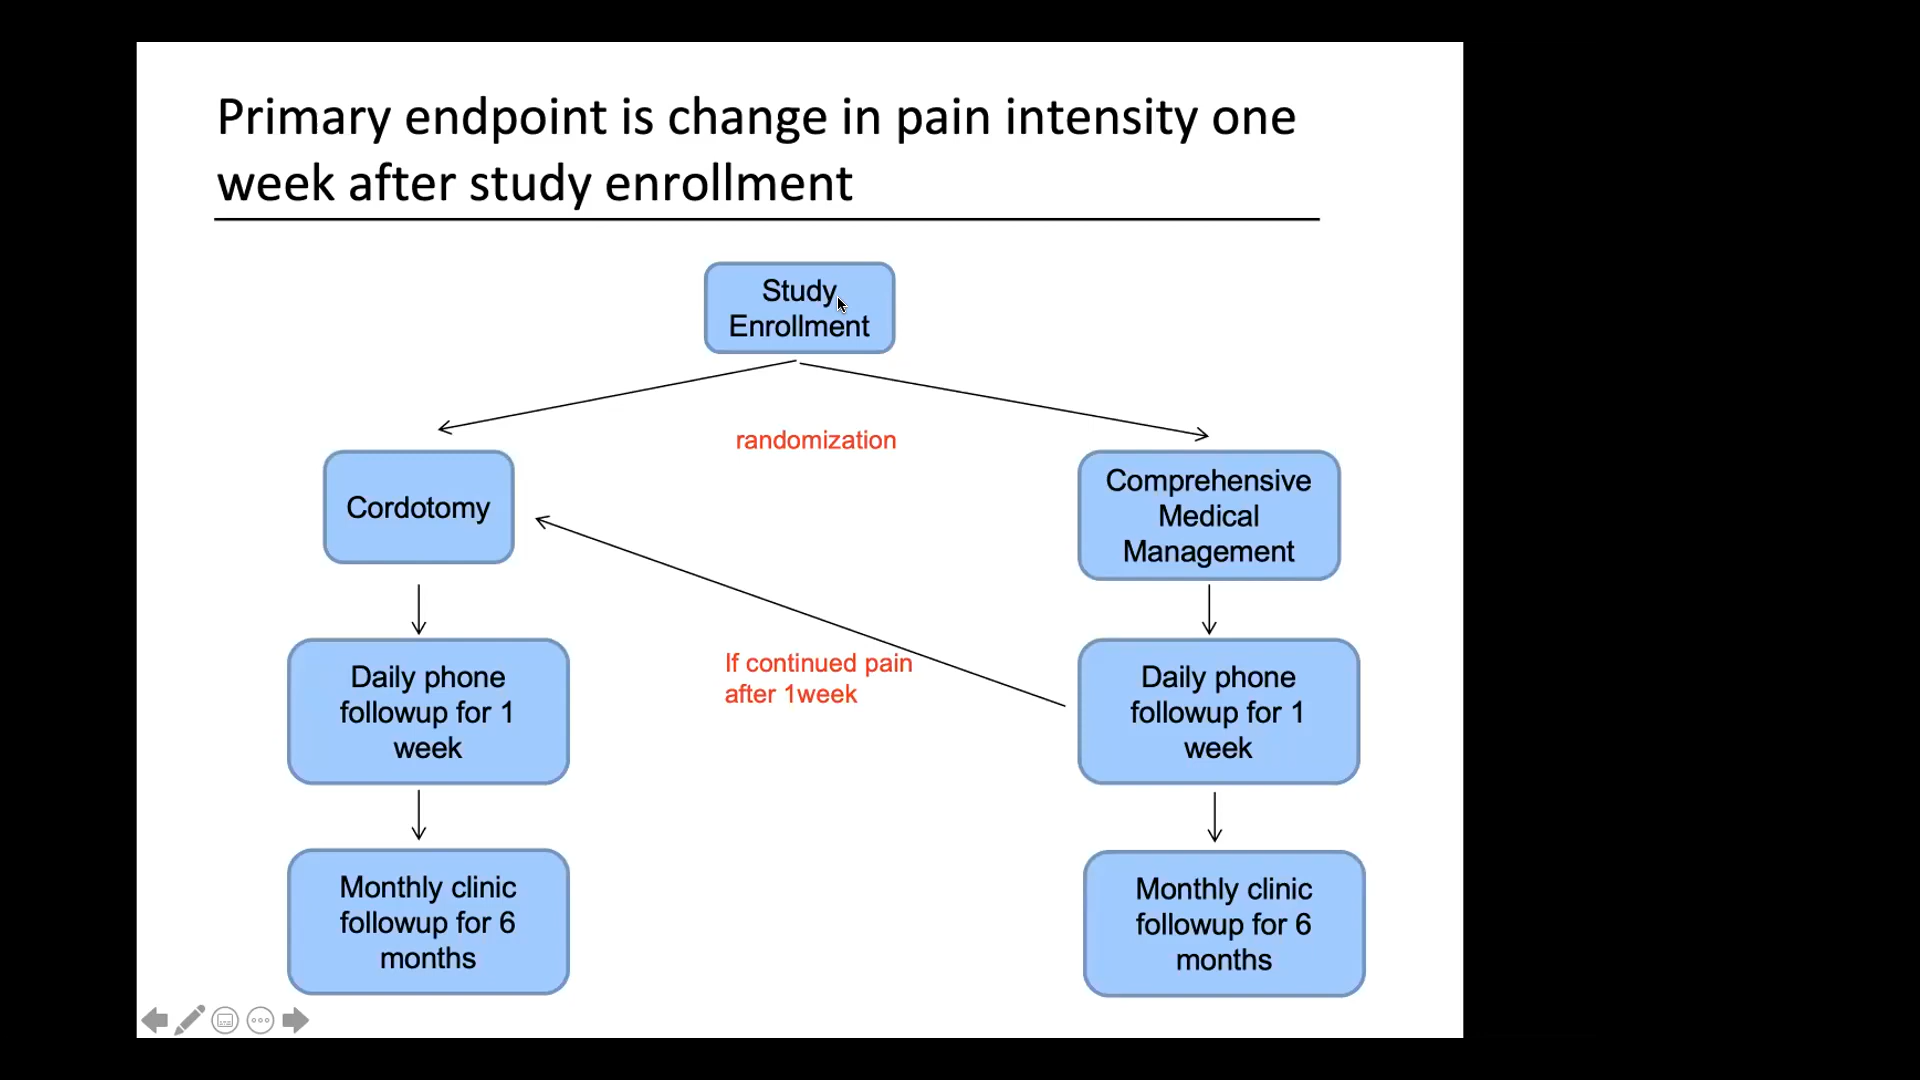 Primary endpoint is change in pain intensity one
week after study enrollment
Study
Enrollment
randomization
Cordotomy
Comprehensive
Medical
Management
Daily phone
followup for 1
week
If continued pain
after 1week
Daily phone
followup for 1
week
Monthly clinic
followup for 6
months
Monthly clinic
followup for 6
months